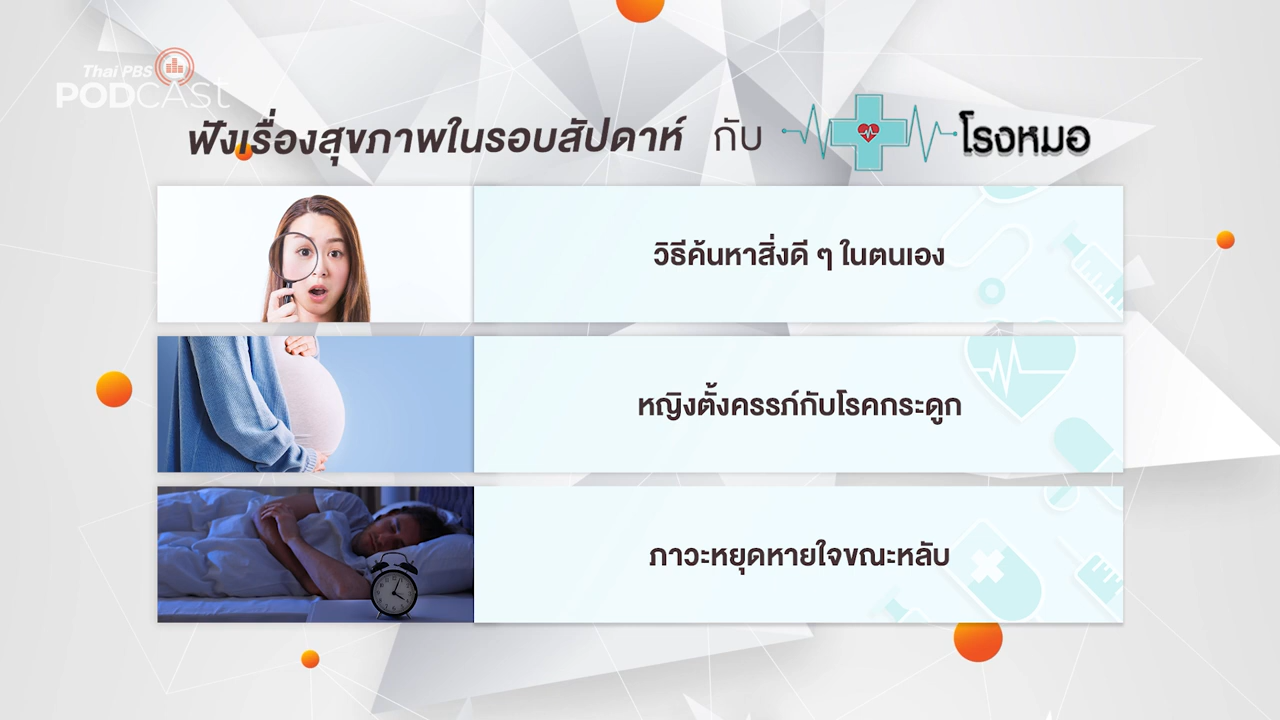 Thai PBS
PODCAST
ฟังเรื่องสุขภาพในรอบสัปดาห์ กับ โรงหมอ
วิธีค้นหาสิ่งดี ๆ ในตนเอง
หญิงตั้งครรภ์กับโรคกระดูก
ภาวะหยุดหายใจขณะหลับ